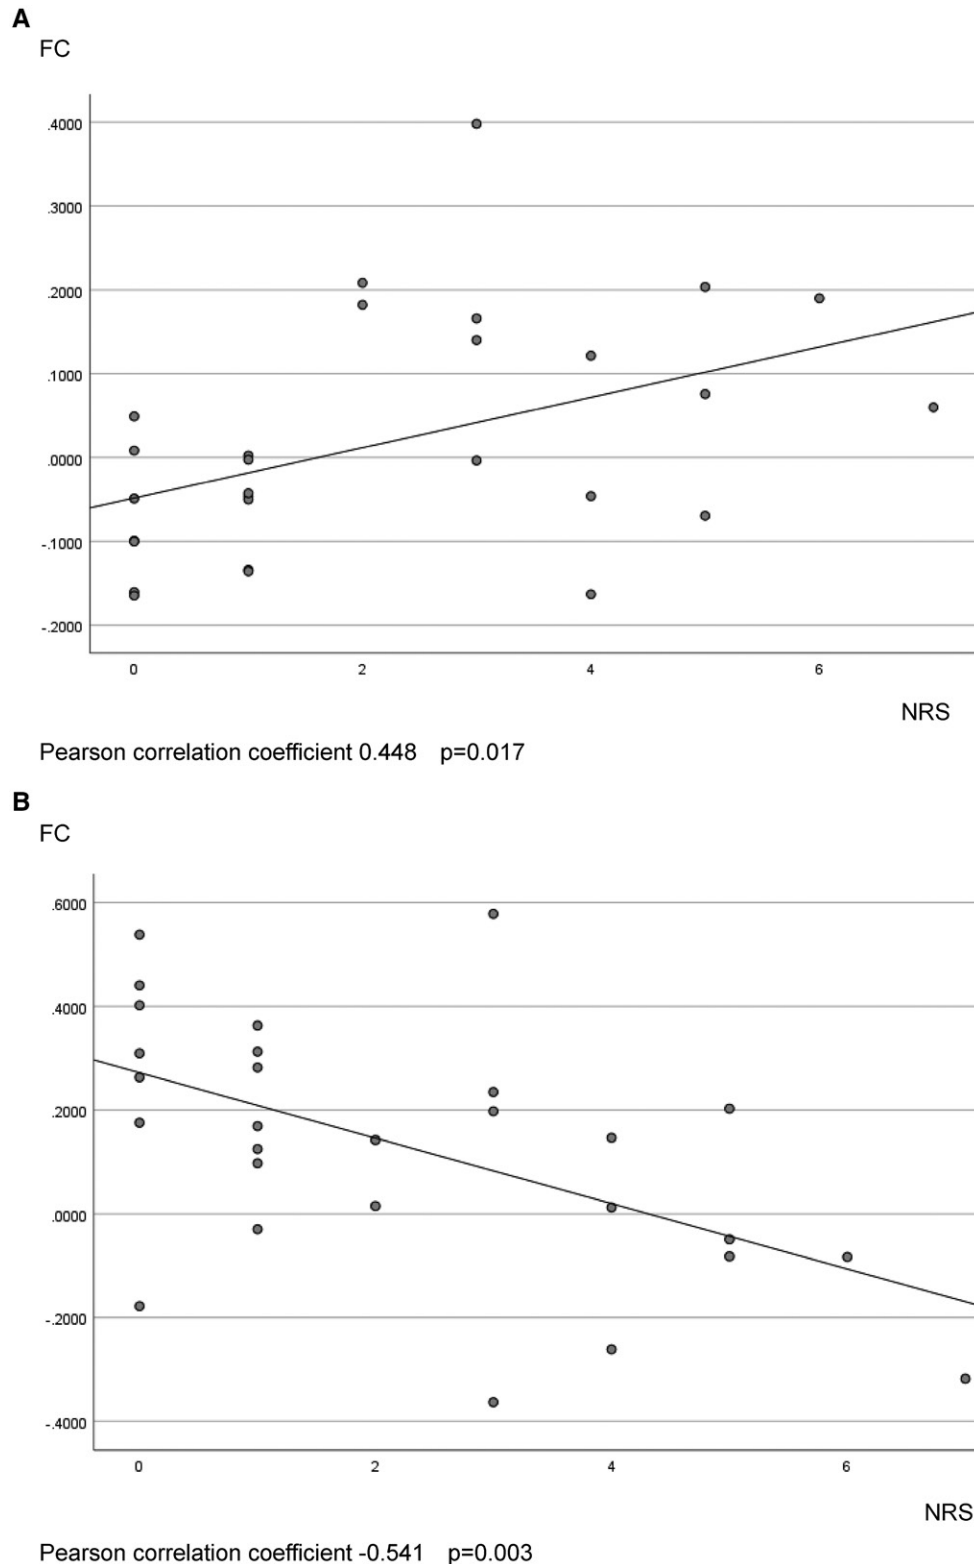 A
FC
.4000
.3000
.2000
.1000
.0000
-.1000
-.2000
0 2 4 6
NRS
Pearson correlation coefficient 0.448 p=0.017
B
FC
.6000
.4000
.2000
.0000
-.2000
-.4000
0 2 4 6
NRS
Pearson correlation coefficient -0.541 p=0.003